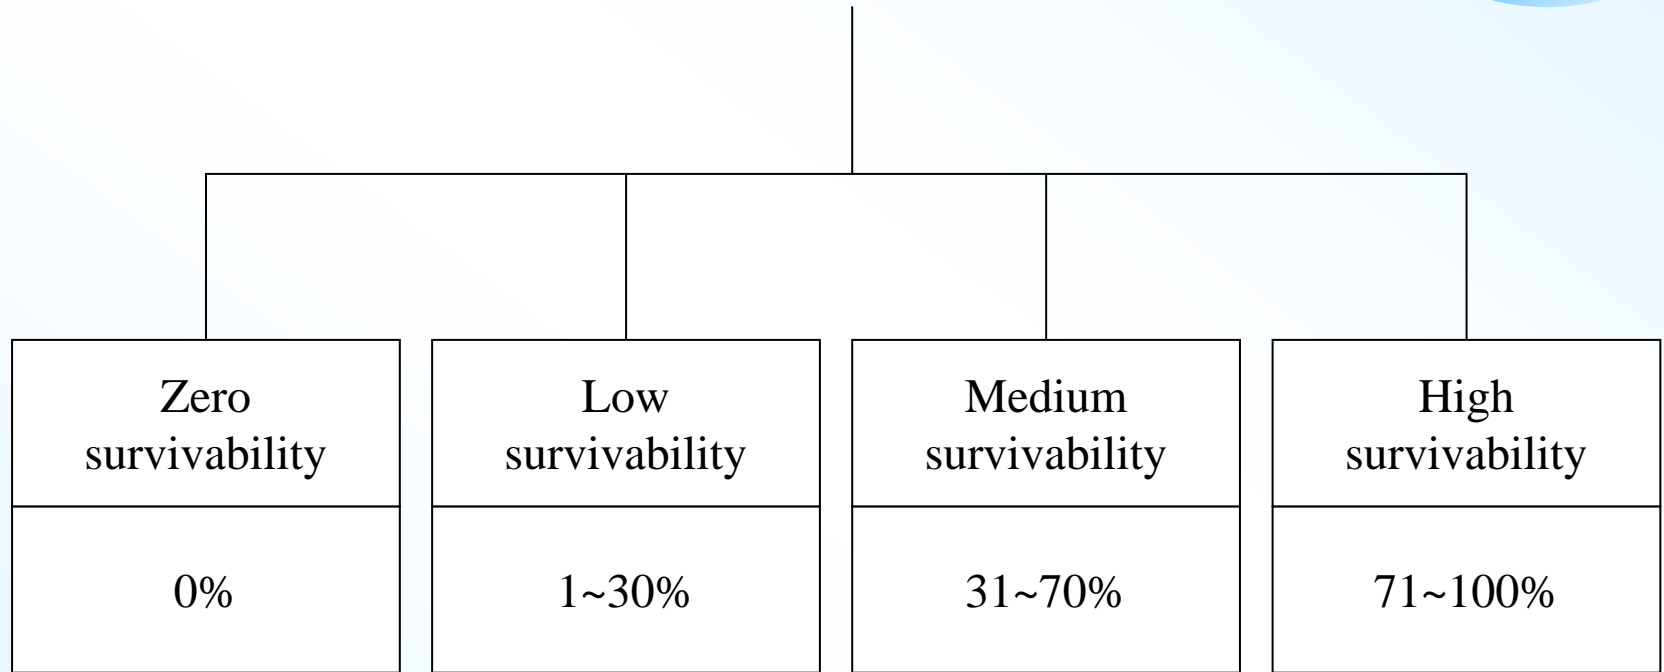 Zero
survivability
Low
survivability
Medium
survivability
High
survivability
0%
1~30%
31~70%
71~100%